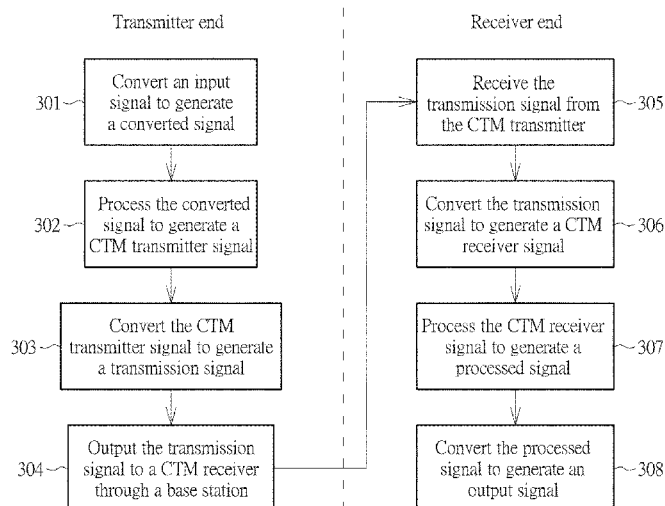 Transmitter end
Receiver end
301
Convert an input
signal to generate
a converted signal
302
Process the converted
signal to generate a
CTM transmitter signal
303
Convert the CTM
transmitter signal to generate
a transmission signal
304
Output the transmission
signal to a CTM receiver
through a base station
Receive the
transmission signal from
the CTM transmitter
305
Convert the transmission
signal to generate a CTM
receiver signal
306
Process the CTM receiver
signal to generate a
processed signal
307
Convert the processed
signal to generate an
output signal
308